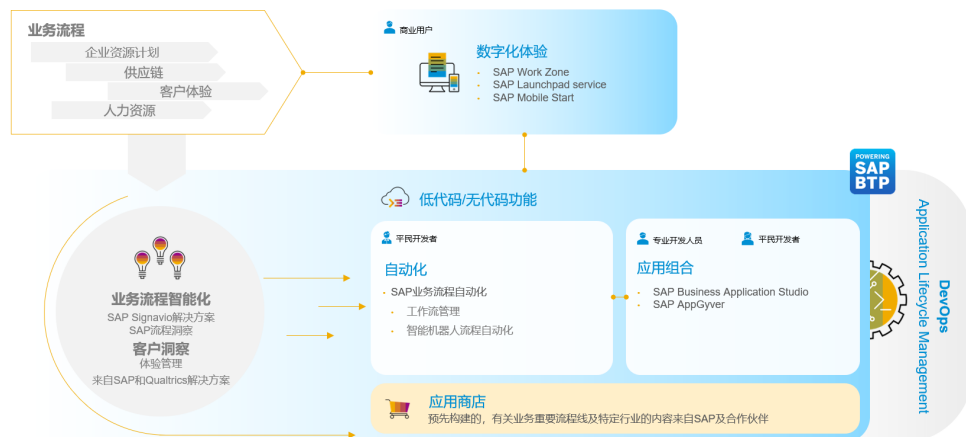 业务流程
企业资源计划
供应链
客户体验
人力资源
商业用户
数字化体验
SAP Work Zone
SAP Launchpad service
SAP Mobile Start
POWERING
SAP
BTP
低代码/无代码功能
业务流程智能化
SAP Signavio解决方案
SAP流程洞察
客户洞察
体验管理
来自SAP和Qualtrics解决方案
平民开发者
自动化
SAP业务流程自动化
工作流管理
智能机器人流程自动化
专业开发人员
平民开发者
应用组合
SAP Business Application Studio
SAP AppGyver
应用商店
预先构建的，有关业务重要流程线及特定行业的内容来自SAP及合作伙伴
DevOps
Application Lifecycle Management